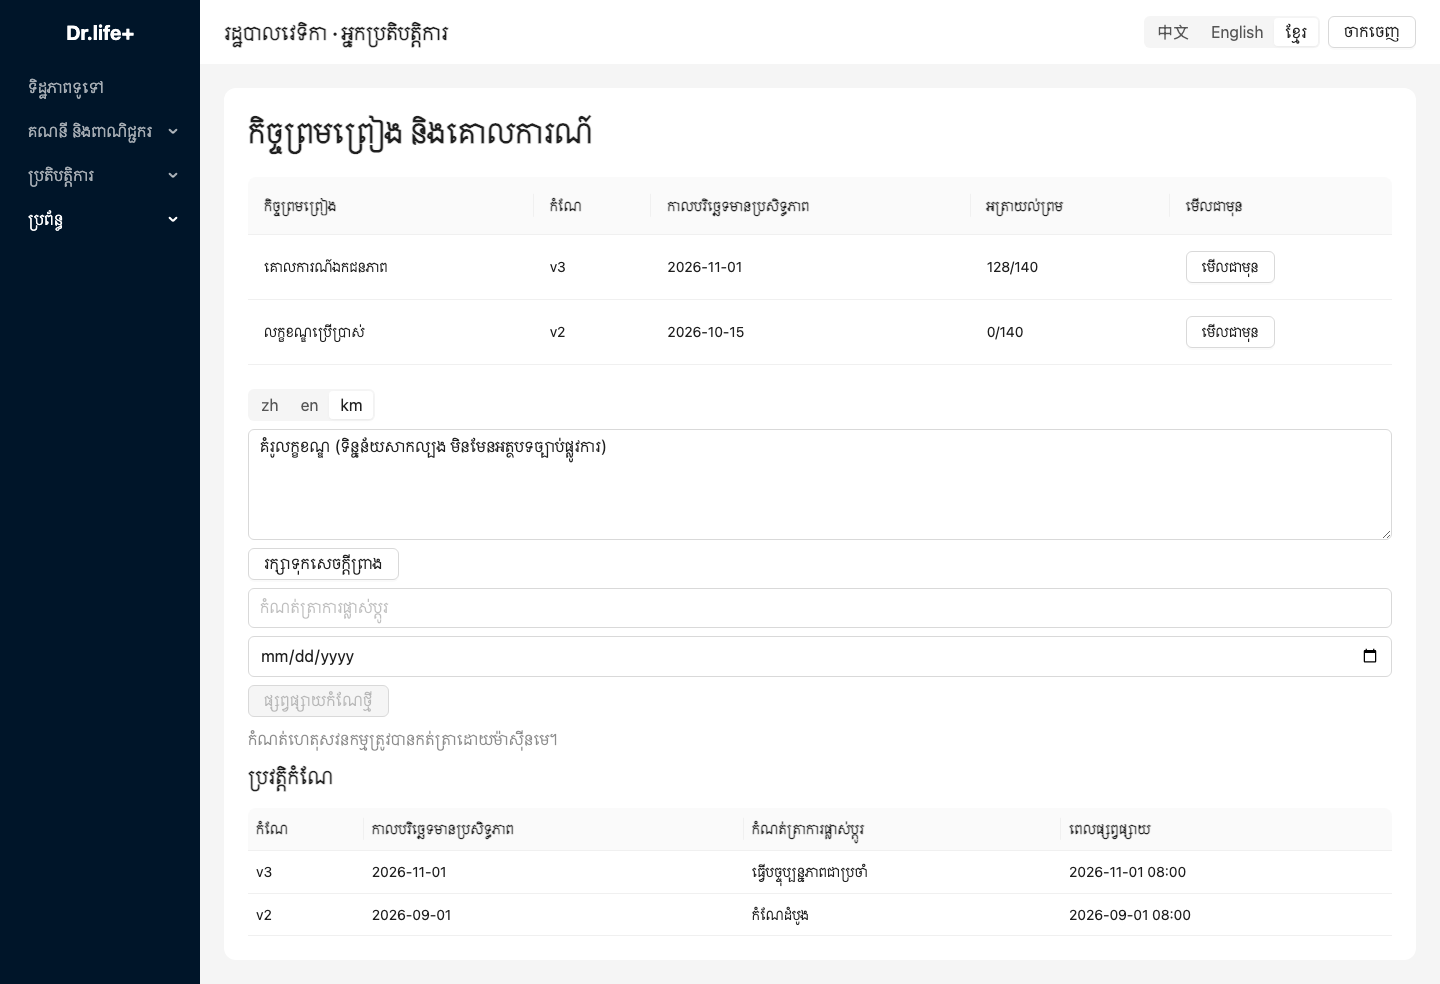 Dr.life+
រដ្ឋបាលវេទិកា · អ្នកប្រតិបត្តិការ
中文 English ខ្មែរ ចាកចេញ
ទិដ្ឋភាពទូទៅ
គណនី និងពាណិជ្ជករ
ប្រតិបត្តិការ
ប្រព័ន្ធ
កិច្ចព្រមព្រៀង និងគោលការណ៍
កិច្ចព្រមព្រៀង កំណែ កាលបរិច្ឆេទមានប្រសិទ្ធភាព អត្រាយល់ព្រម មើលជាមុន
គោលការណ៍ឯកជនភាព v3 2026-11-01 128/140 មើលជាមុន
លក្ខខណ្ឌប្រើប្រាស់ v2 2026-10-15 0/140 មើលជាមុន
zh en km
គំរូលក្ខខណ្ឌ (ទិន្នន័យសាកល្បង មិនមែនអត្ថបទច្បាប់ផ្លូវការ)
រក្សាទុកសេចក្តីព្រាង
កំណត់ត្រាការផ្លាស់ប្តូរ
mm/dd/yyyy
ផ្សព្វផ្សាយកំណែថ្មី
កំណត់ហេតុសវនកម្មត្រូវបានកត់ត្រាដោយម៉ាស៊ីនមេ។
ប្រវត្តិកំណែ
កំណែ កាលបរិច្ឆេទមានប្រសិទ្ធភាព កំណត់ត្រាការផ្លាស់ប្តូរ ពេលផ្សព្វផ្សាយ
v3 2026-11-01 ធ្វើបច្ចុប្បន្នភាពជាប្រចាំ 2026-11-01 08:00
v2 2026-09-01 កំណែដំបូង 2026-09-01 08:00